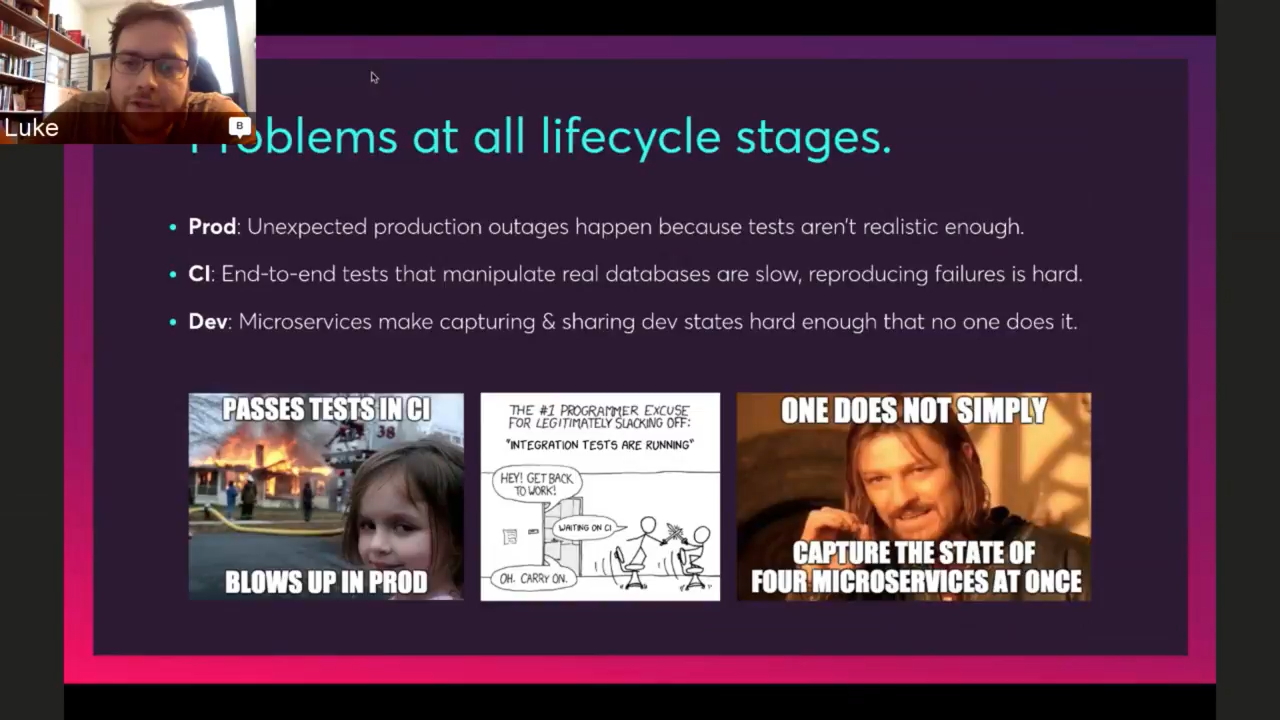 Luke
B
Problems at all lifecycle stages.
• Prod: Unexpected production outages happen because tests aren't realistic enough.
• CI: End-to-end tests that manipulate real databases are slow, reproducing failures is hard.
• Dev: Microservices make capturing & sharing dev states hard enough that no one does it.
PASSES TESTS IN CI
38
BLOWS UP IN PROD
THE #1 PROGRAMMER EXCUSE
FOR LEGITIMATELY SLACKING OFF:
"INTEGRATION TESTS ARE RUNNING"
HEY! GET BACK
TO WORK!
WAITING ON CI
OH. CARRY ON.
ONE DOES NOT SIMPLY
CAPTURE THE STATE OF
FOUR MICROSERVICES AT ONCE